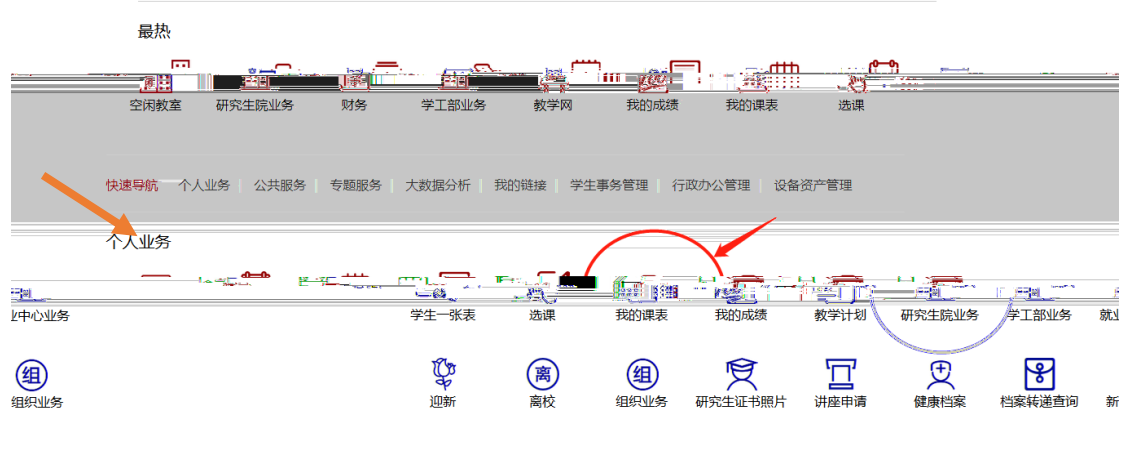 最热
空闲教室 研究生院业务 财务 学工部业务 教学网 我的成绩 我的课表 选课
快速导航 个人业务 公共服务 专题服务 大数据分析 我的链接 学生事务管理 行政办公管理 设备资产管理
个人业务
业中心业务 学生一张表 选课 我的课表 我的成绩 教学计划 研究生院业务 学工部业务 就业
组 离 组
组织业务 迎新 离校 组织业务 研究生证书照片 讲座申请 健康档案 档案转递查询 新